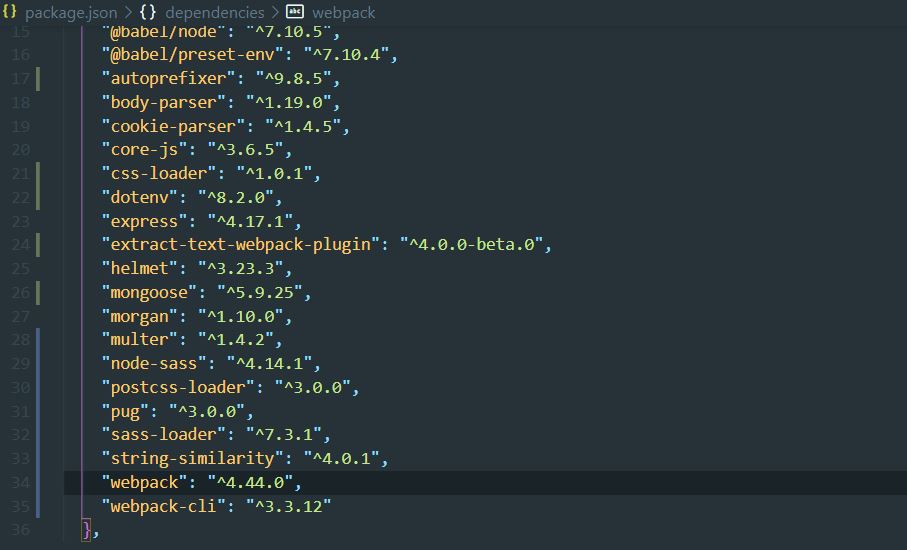 package.json > {} dependencies > abc webpack
15 "@babel/node": "^7.10.5",
16 "@babel/preset-env": "^7.10.4",
17 "autoprefixer": "^9.8.5",
18 "body-parser": "^1.19.0",
19 "cookie-parser": "^1.4.5",
20 "core-js": "^3.6.5",
21 "css-loader": "^1.0.1",
22 "dotenv": "^8.2.0",
23 "express": "^4.17.1",
24 "extract-text-webpack-plugin": "^4.0.0-beta.0",
25 "helmet": "^3.23.3",
26 "mongoose": "^5.9.25",
27 "morgan": "^1.10.0",
28 "multer": "^1.4.2",
29 "node-sass": "^4.14.1",
30 "postcss-loader": "^3.0.0",
31 "pug": "^3.0.0",
32 "sass-loader": "^7.3.1",
33 "string-similarity": "^4.0.1",
34 "webpack": "^4.44.0",
35 "webpack-cli": "^3.3.12"
36 },